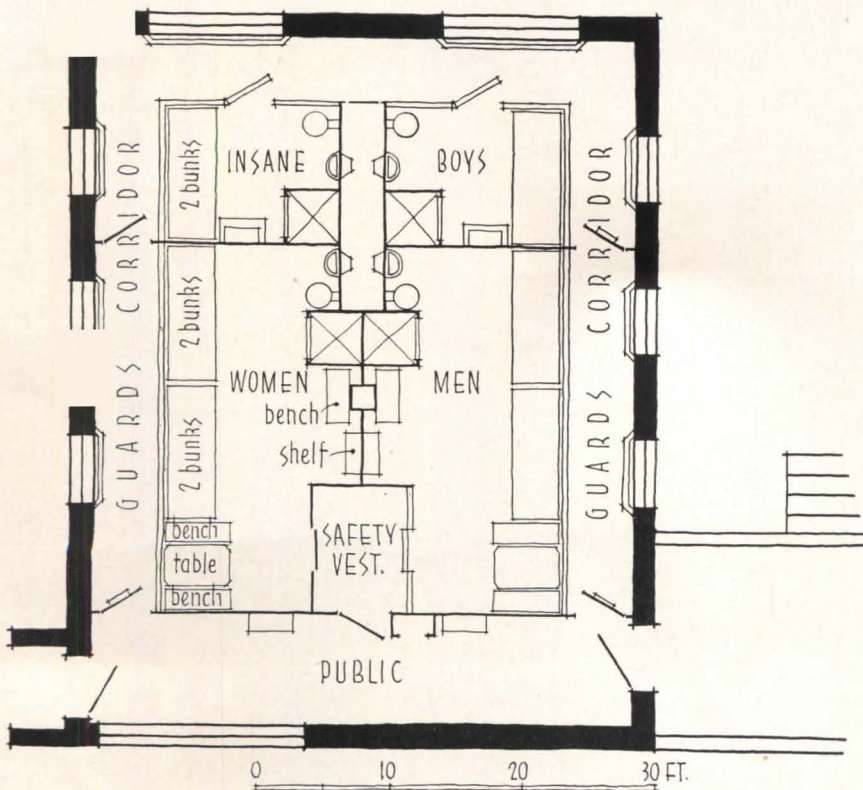 INSANE
BOYS
2 bunks
GUARDS CORRIDOR
GUARDS CORRIDOR
2 bunks
WOMEN
MEN
bench
shelf
2 bunks
bench
table
bench
SAFETY
VEST.
PUBLIC
0 10 20 30 FT.